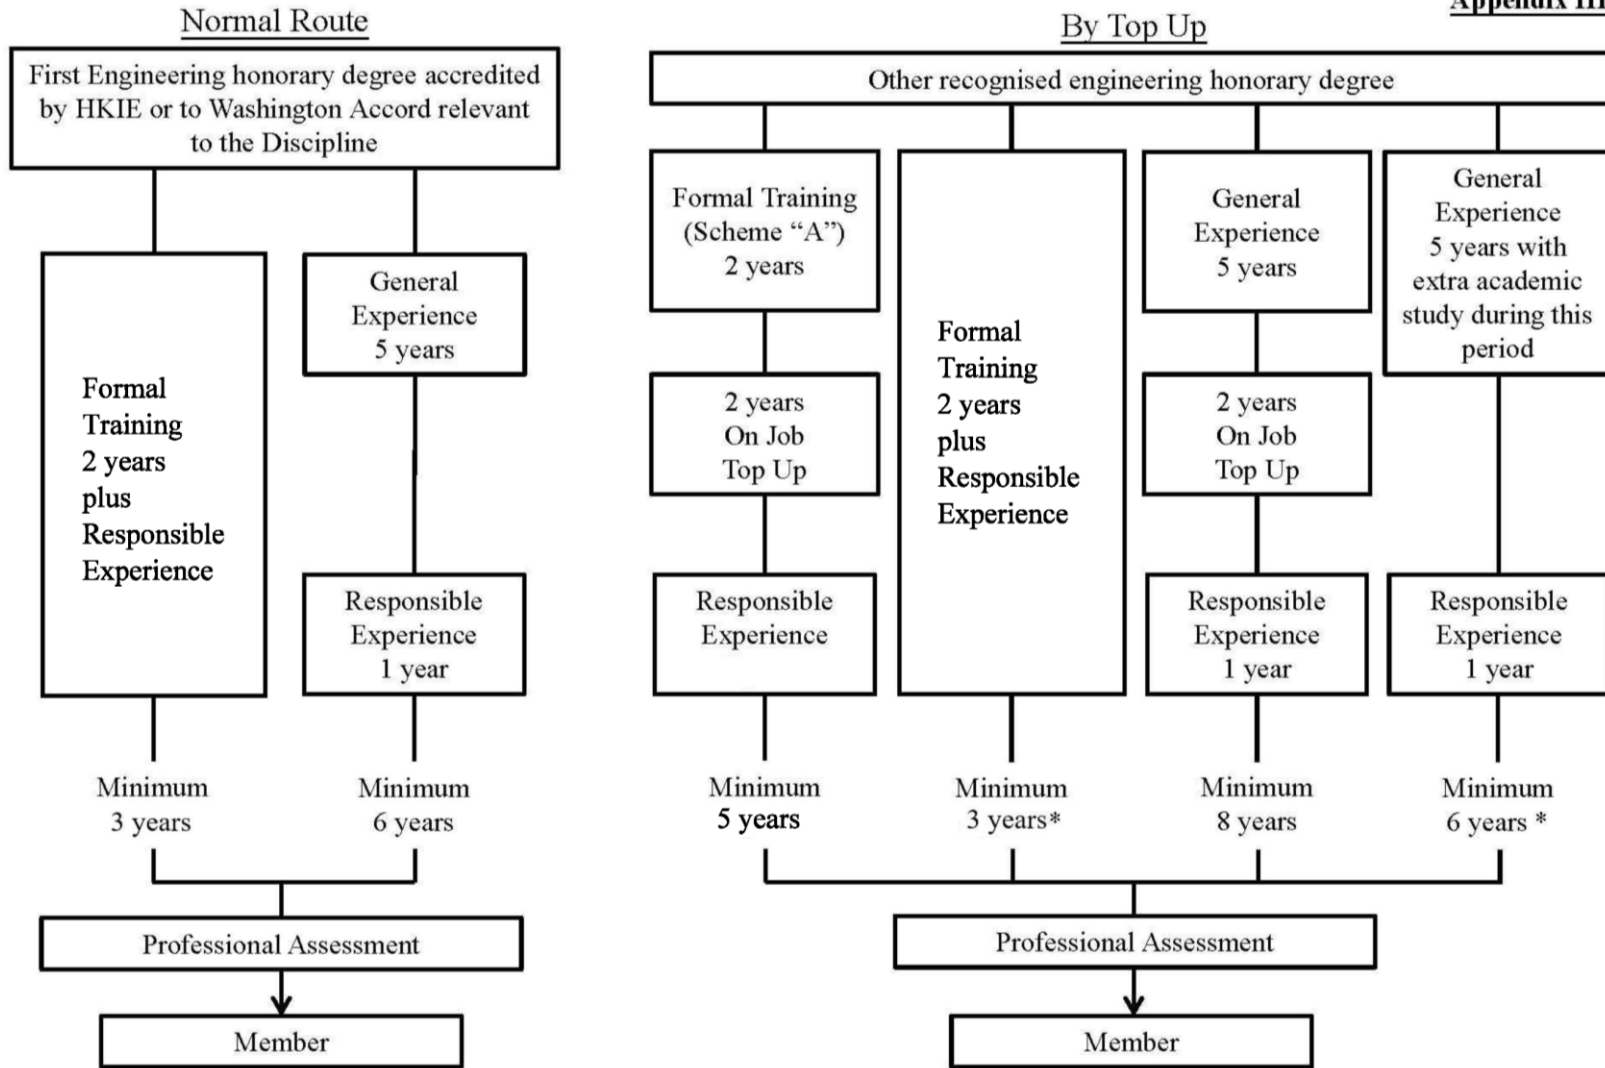 Appendix III
Normal Route
First Engineering honorary degree accredited
by HKIE or to Washington Accord relevant
to the Discipline
Formal
Training
2 years
plus
Responsible
Experience
General
Experience
5 years
Responsible
Experience
1 year
Minimum
3 years
Minimum
6 years
Professional Assessment
Member
By Top Up
Other recognised engineering honorary degree
Formal Training
(Scheme “A”)
2 years
2 years
On Job
Top Up
Responsible
Experience
Formal
Training
2 years
plus
Responsible
Experience
General
Experience
5 years
2 years
On Job
Top Up
Responsible
Experience
1 year
General
Experience
5 years with
extra academic
study during this
period
Responsible
Experience
1 year
Minimum
5 years
Minimum
3 years*
Minimum
8 years
Minimum
6 years *
Professional Assessment
Member